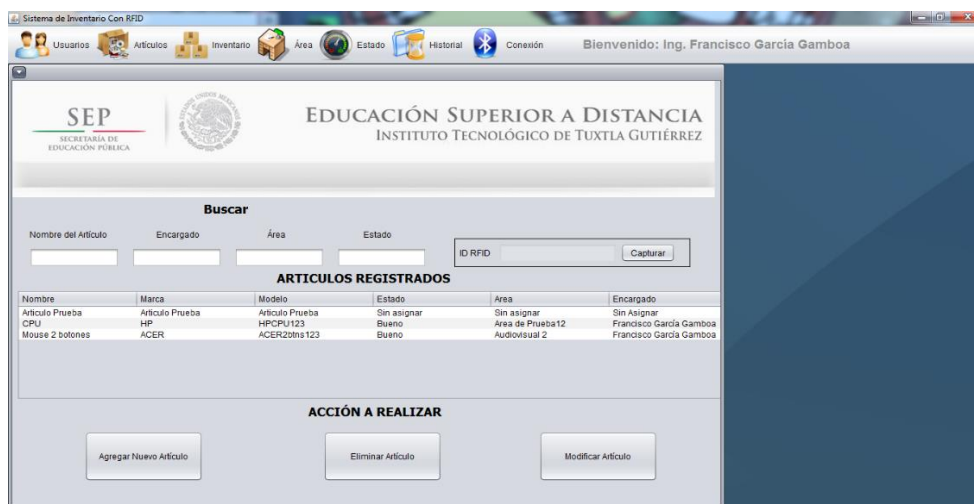 Sistema de Inventario Con RFID
Usuarios Artículos Inventario Área Estado Historial Conexión Bienvenido: Ing. Francisco García Gamboa
SEP
SECRETARÍA DE
EDUCACIÓN PÚBLICA
EDUCACIÓN SUPERIOR A DISTANCIA
INSTITUTO TECNOLÓGICO DE TUXTLA GUTIÉRREZ
Buscar
Nombre del Artículo Encargado Área Estado
ID RFID Capturar
ARTICULOS REGISTRADOS
Nombre Marca Modelo Estado Area Encargado
Articulo Prueba Articulo Prueba Articulo Prueba Sin asignar Sin asignar Sin Asignar
CPU HP HPCPU123 Bueno Area de Prueba12 Francisco García Gamboa
Mouse 2 botones ACER ACER2btns123 Bueno Audiovisual 2 Francisco García Gamboa
ACCIÓN A REALIZAR
Agregar Nuevo Artículo Eliminar Artículo Modificar Artículo